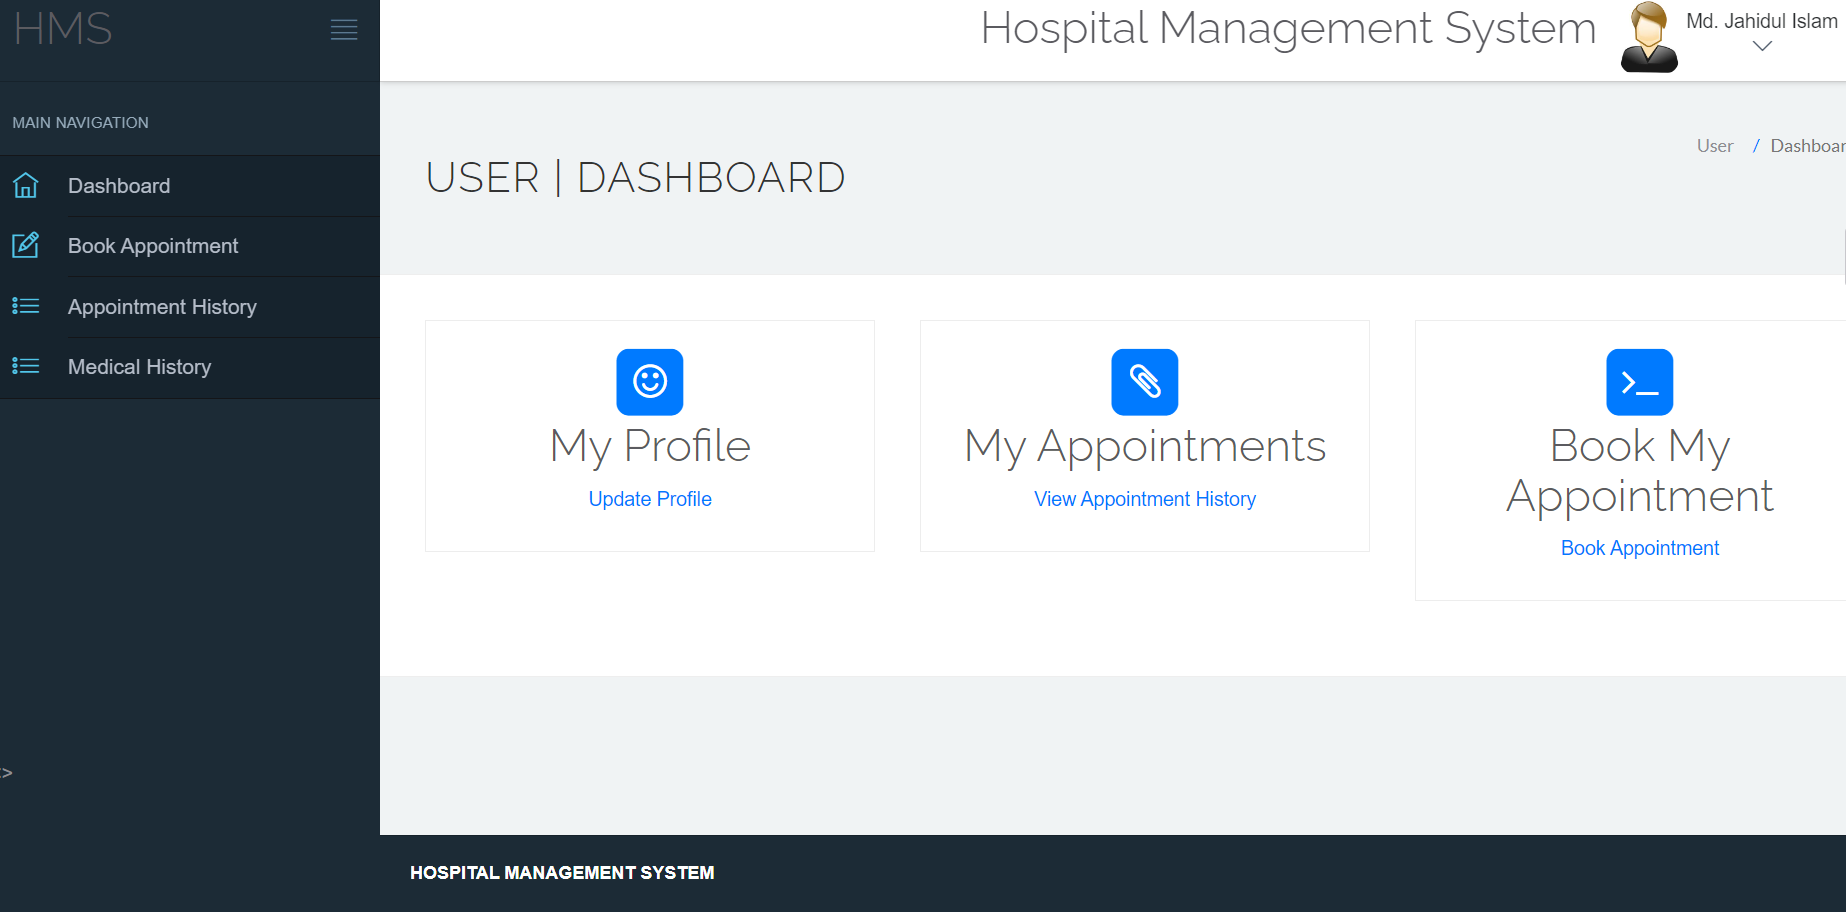 HMS
Hospital Management System
Md. Jahidul Islam
MAIN NAVIGATION
Dashboard
Book Appointment
Appointment History
Medical History
>
USER | DASHBOARD
User / Dashboar
My Profile
Update Profile
My Appointments
View Appointment History
Book My
Appointment
Book Appointment
HOSPITAL MANAGEMENT SYSTEM